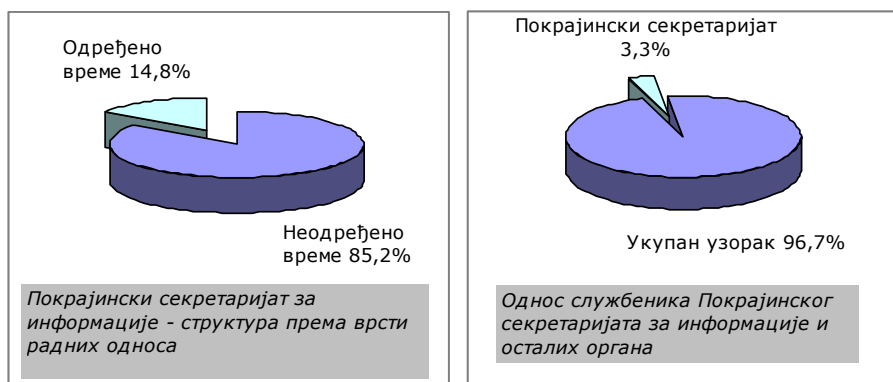 Одређено
време 14,8%
Неодређено
време 85,2%
Покрајински секретаријат за
информације - структура према врсти
радних односа
Покрајински секретаријат
3,3%
Укупан узорак 96,7%
Однос службеника Покрајинског
секретаријата за информације и
осталих органа